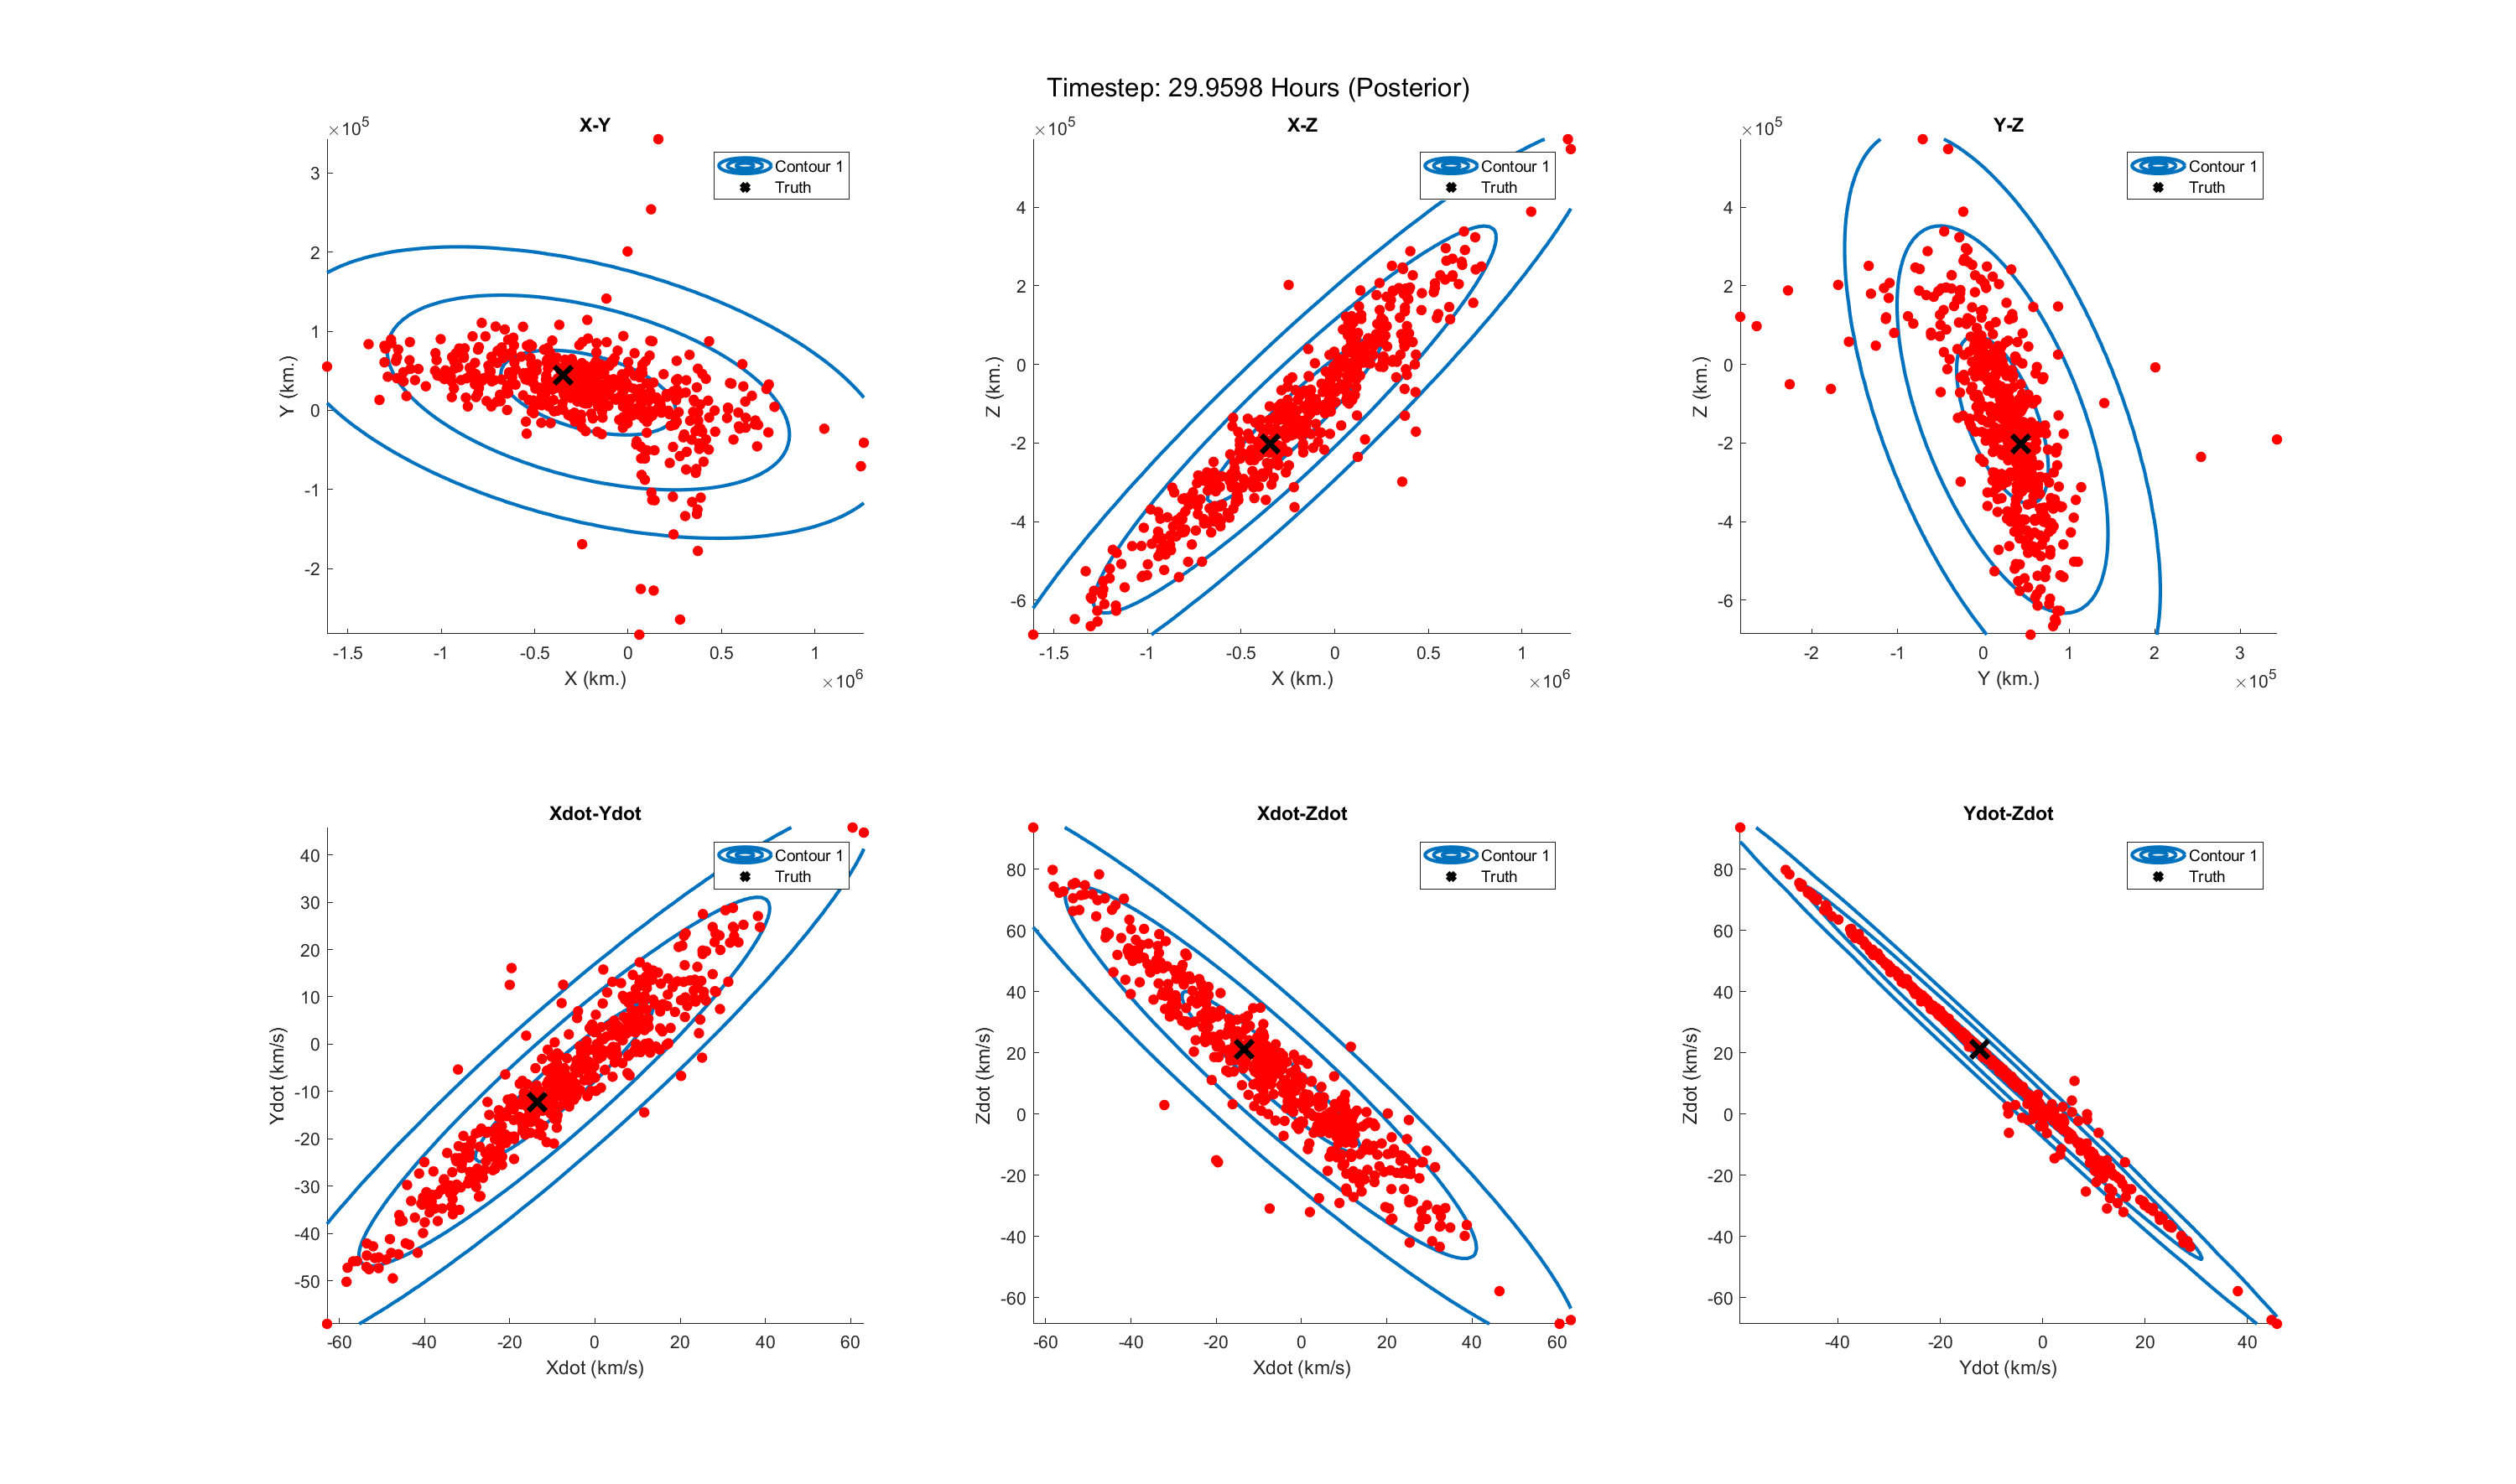 Timestep: 29.9598 Hours (Posterior)
X-Y
×10^5
3
2
1
0
-1
-2
Y (km.)
-1.5 -1 -0.5 0 0.5 1
×10^6
X (km.)
Contour 1
Truth
X-Z
×10^5
4
2
0
-2
-4
-6
Z (km.)
-1.5 -1 -0.5 0 0.5 1
×10^6
X (km.)
Contour 1
Truth
Y-Z
×10^5
4
2
0
-2
-4
-6
Z (km.)
-2 -1 0 1 2 3
×10^5
Y (km.)
Contour 1
Truth
Xdot-Ydot
40
30
20
10
0
-10
-20
-30
-40
-50
Ydot (km/s)
-60 -40 -20 0 20 40 60
Xdot (km/s)
Contour 1
Truth
Xdot-Zdot
80
60
40
20
0
-20
-40
-60
Zdot (km/s)
-60 -40 -20 0 20 40 60
Xdot (km/s)
Contour 1
Truth
Ydot-Zdot
80
60
40
20
0
-20
-40
-60
Zdot (km/s)
-40 -20 0 20 40
Ydot (km/s)
Contour 1
Truth